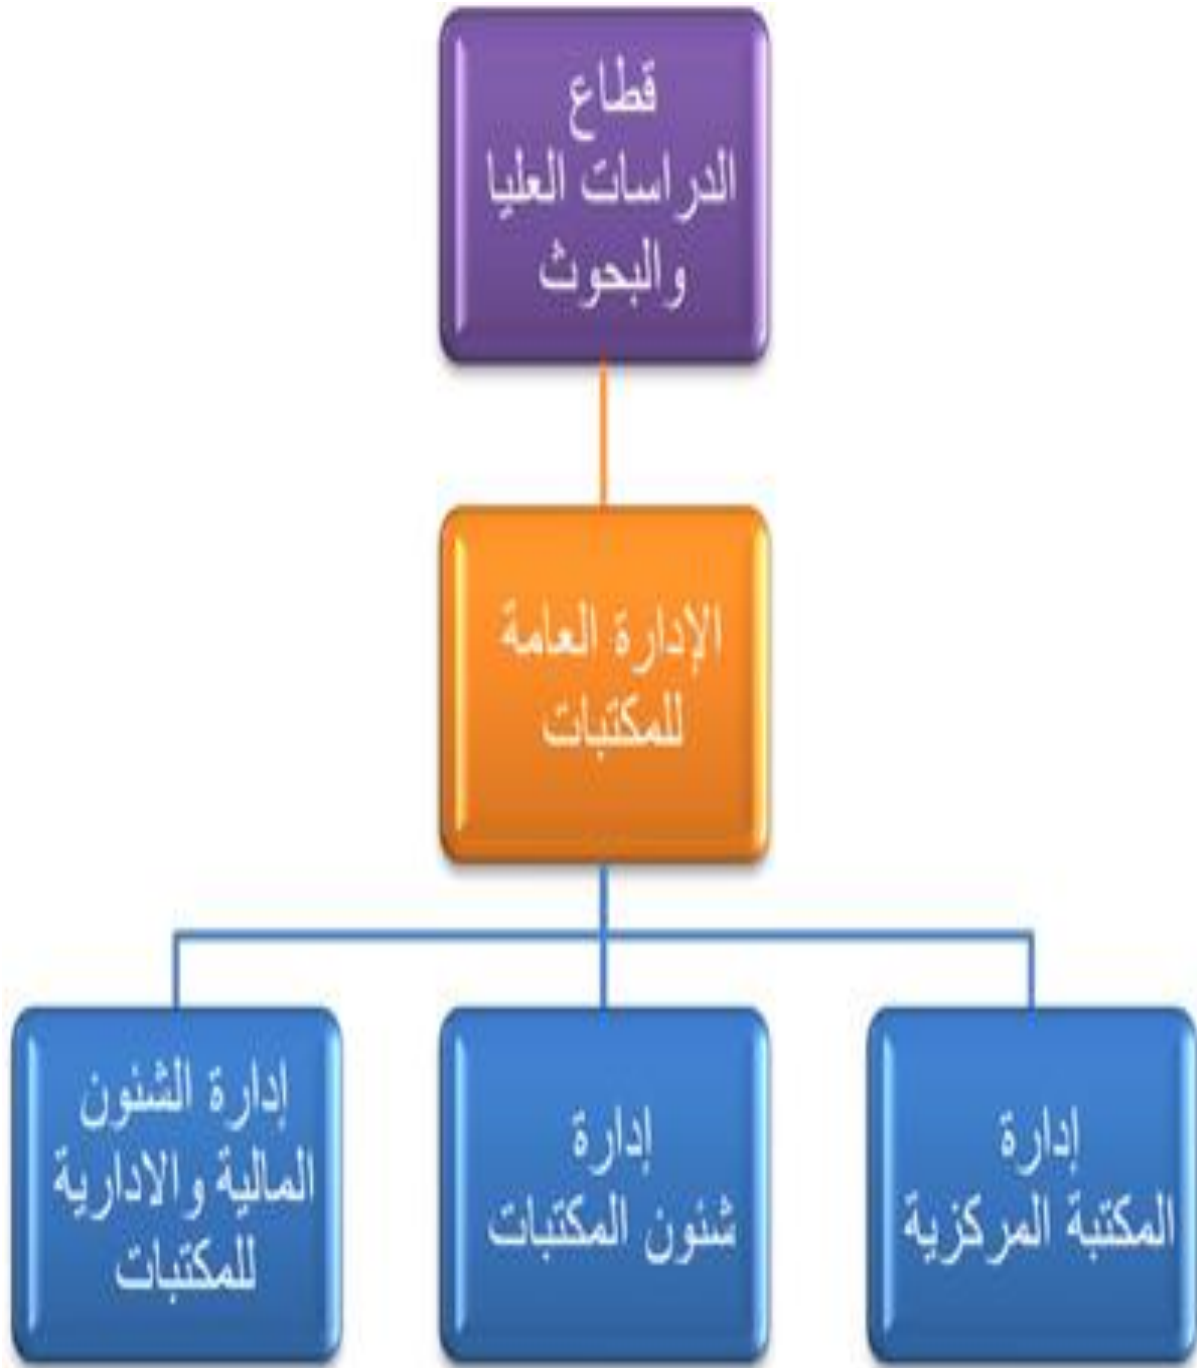 قطاع
الدراسات العليا
والبحوث
الإدارة العامة
للمكتبات
إدارة
المكتبة المركزية
إدارة
شئون المكتبات
إدارة الشئون
المالية والادارية
للمكتبات